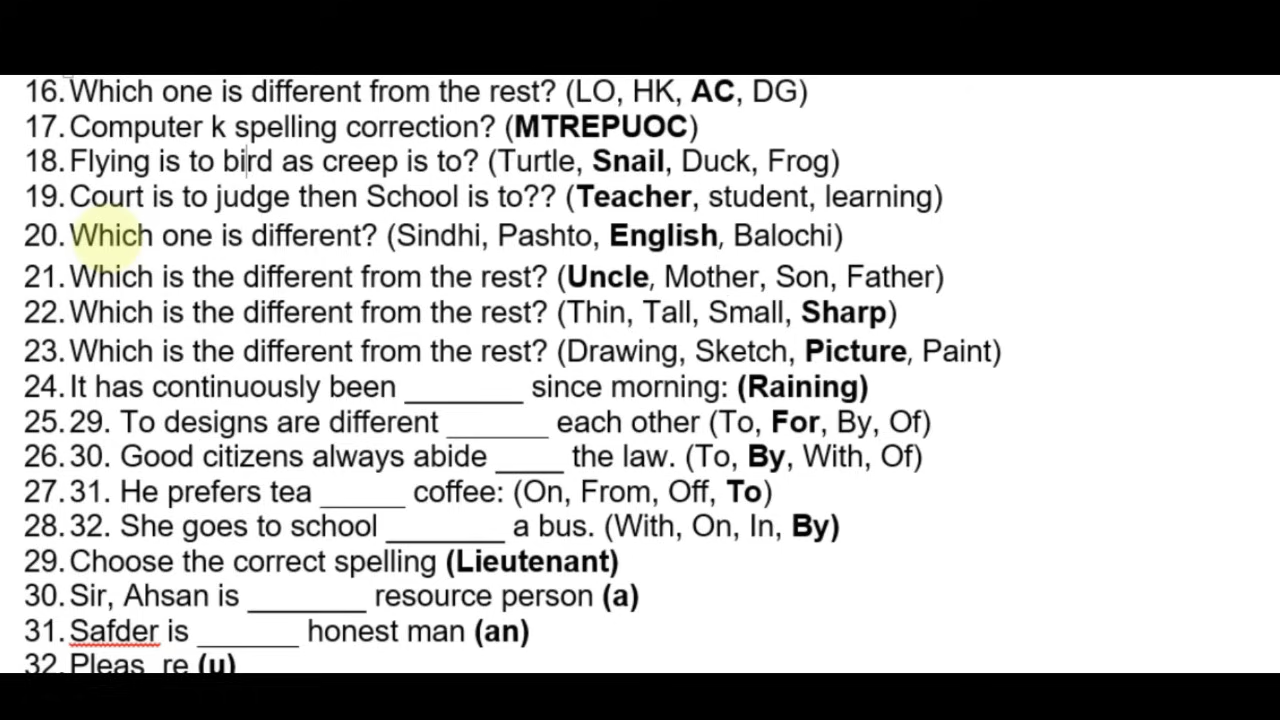 16. Which one is different from the rest? (LO, HK, AC, DG)
17. Computer k spelling correction? (MTREPUOC)
18. Flying is to bird as creep is to? (Turtle, Snail, Duck, Frog)
19. Court is to judge then School is to?? (Teacher, student, learning)
20. Which one is different? (Sindhi, Pashto, English, Balochi)
21. Which is the different from the rest? (Uncle, Mother, Son, Father)
22. Which is the different from the rest? (Thin, Tall, Small, Sharp)
23. Which is the different from the rest? (Drawing, Sketch, Picture, Paint)
24. It has continuously been _______ since morning: (Raining)
25. 29. To designs are different ______ each other (To, For, By, Of)
26. 30. Good citizens always abide ____ the law. (To, By, With, Of)
27. 31. He prefers tea _____ coffee: (On, From, Off, To)
28. 32. She goes to school _______ a bus. (With, On, In, By)
29. Choose the correct spelling (Lieutenant)
30. Sir, Ahsan is _______ resource person (a)
31. Safder is ______ honest man (an)
32. Pleas_re (u)